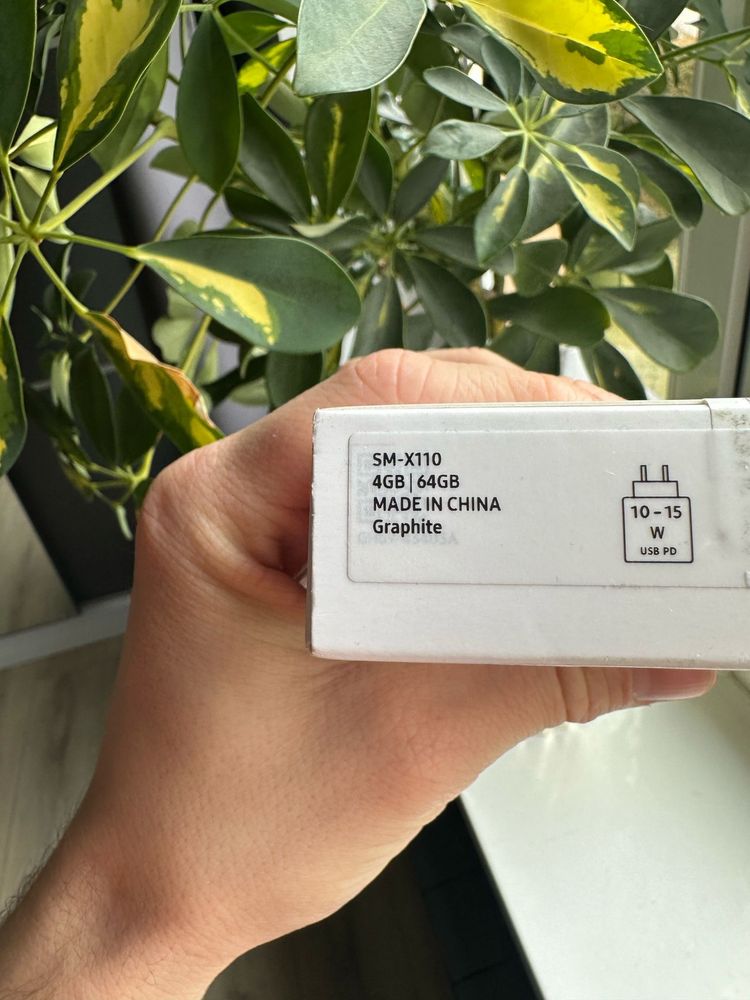 SM-X110
4GB | 64GB
MADE IN CHINA
Graphite
10 – 15
W
USB PD